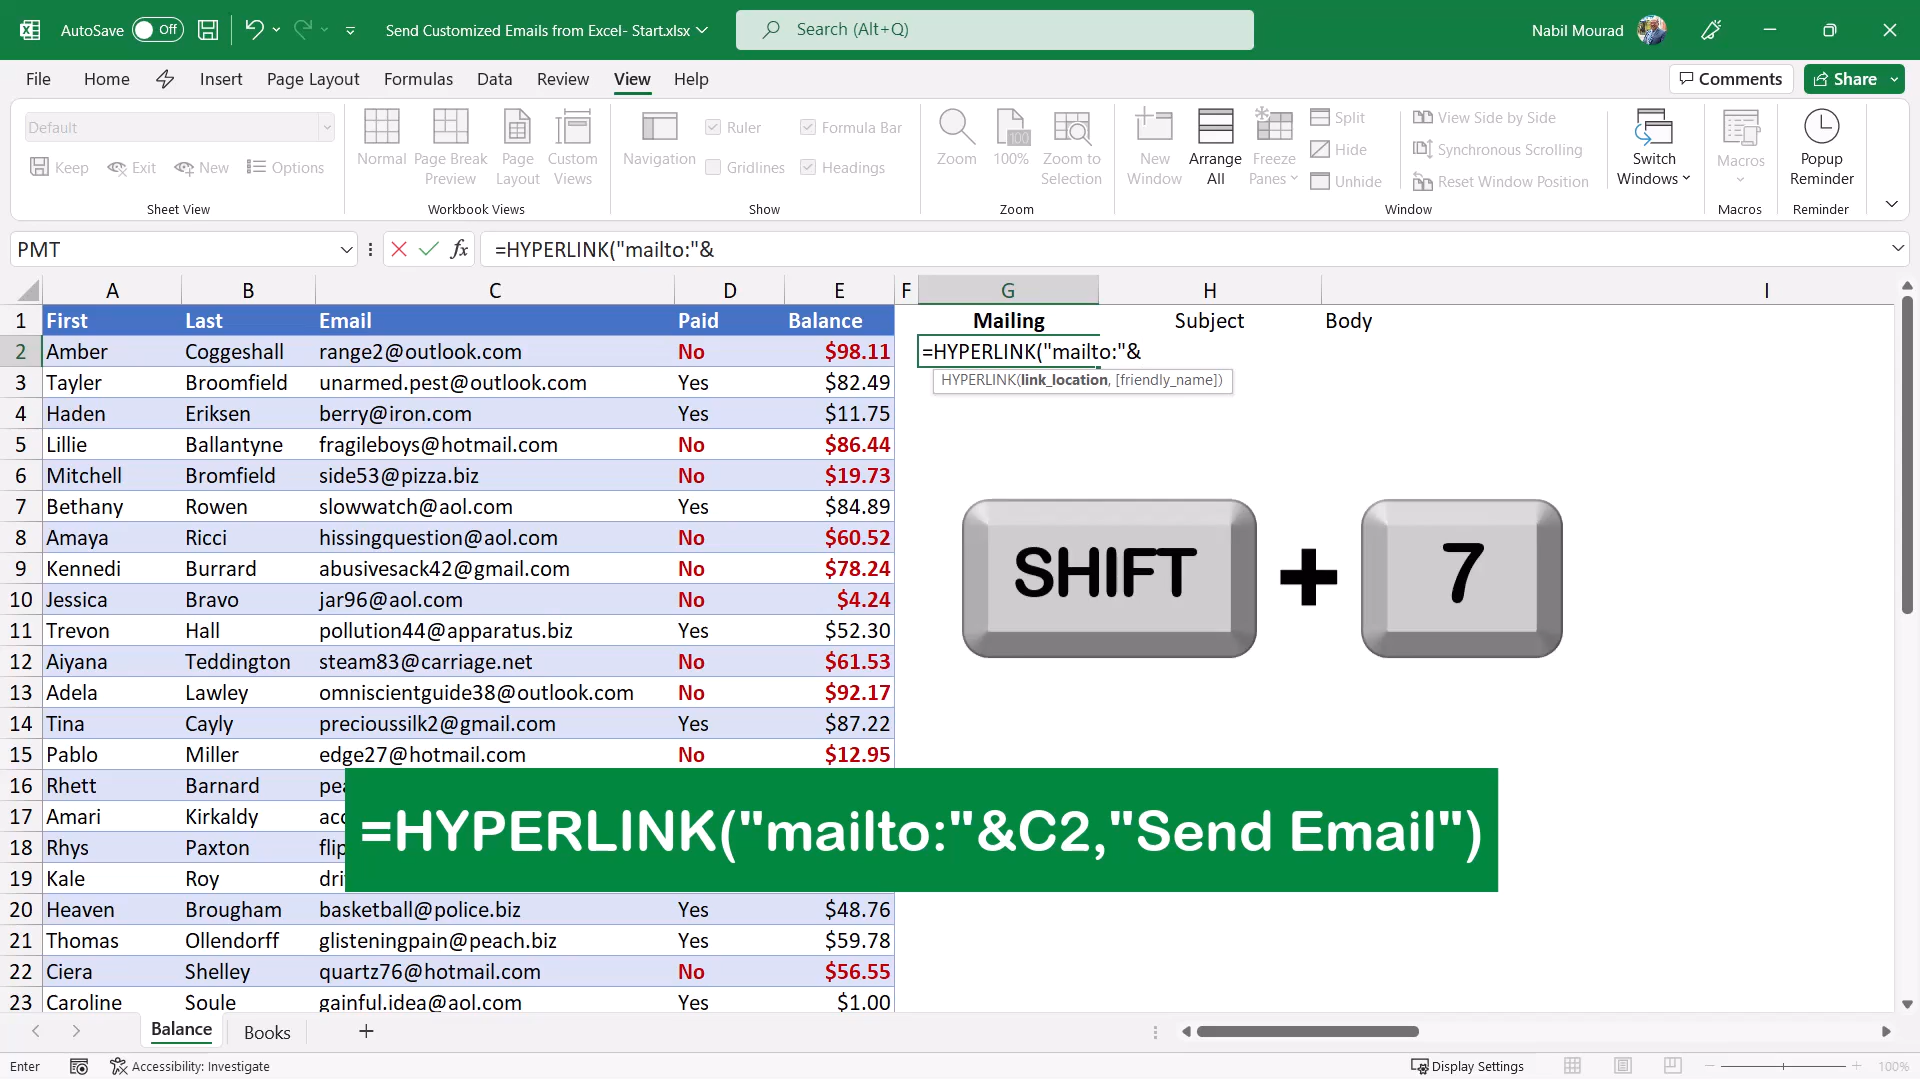 AutoSave Off Send Customized Emails from Excel- Start.xlsx Search (Alt+Q) Nabil Mourad
File Home Insert Page Layout Formulas Data Review View Help Comments Share
Default
Keep Exit New Options
Sheet View
Normal Page Break Preview Page Layout Custom Views
Workbook Views
Navigation Ruler Formula Bar
Gridlines Headings
Show
Zoom 100 100% Zoom to Selection
Zoom
New Window Arrange All Freeze Panes
Split
Hide
Unhide
View Side by Side
Synchronous Scrolling
Reset Window Position
Switch Windows
Window
Macros
Macros
Popup Reminder
Reminder
PMT fx =HYPERLINK("mailto:"&
A B C D E F G H I
1 First Last Email Paid Balance Mailing Subject Body
2 Amber Coggeshall range2@outlook.com No $98.11 =HYPERLINK("mailto:"&
HYPERLINK(link_location, [friendly_name])
3 Tayler Broomfield unarmed.pest@outlook.com Yes $82.49
4 Haden Eriksen berry@iron.com Yes $11.75
5 Lillie Ballantyne fragileboys@hotmail.com No $86.44
6 Mitchell Bromfield side53@pizza.biz No $19.73
7 Bethany Rowen slowwatch@aol.com Yes $84.89
8 Amaya Ricci hissingquestion@aol.com No $60.52
9 Kennedi Burrard abusivesack42@gmail.com No $78.24
10 Jessica Bravo jar96@aol.com No $4.24
11 Trevon Hall pollution44@apparatus.biz Yes $52.30
12 Aiyana Teddington steam83@carriage.net No $61.53
13 Adela Lawley omniscientguide38@outlook.com No $92.17
14 Tina Cayly precioussilk2@gmail.com Yes $87.22
15 Pablo Miller edge27@hotmail.com No $12.95
SHIFT + 7
16 Rhett Barnard
17 Amari Kirkaldy
18 Rhys Paxton
19 Kale Roy
=HYPERLINK("mailto:"&C2,"Send Email")
20 Heaven Brougham basketball@police.biz Yes $48.76
21 Thomas Ollendorff glisteningpain@peach.biz Yes $59.78
22 Ciera Shelley quartz76@hotmail.com No $56.55
23 Caroline Soule gainful.idea@aol.com Yes $1.00
Balance Books
Enter Accessibility: Investigate Display Settings 100%